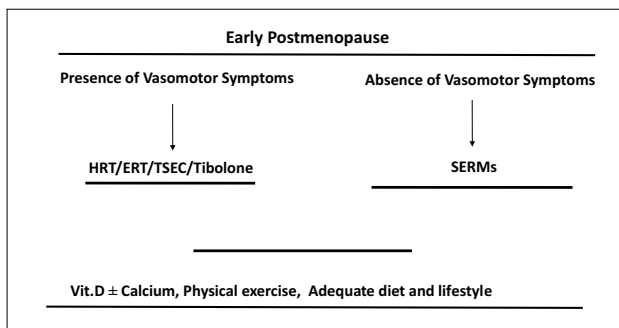 Early Postmenopause
Presence of Vasomotor Symptoms
Absence of Vasomotor Symptoms
HRT/ERT/TSEC/Tibolone
SERMs
Vit.D ± Calcium, Physical exercise, Adequate diet and lifestyle